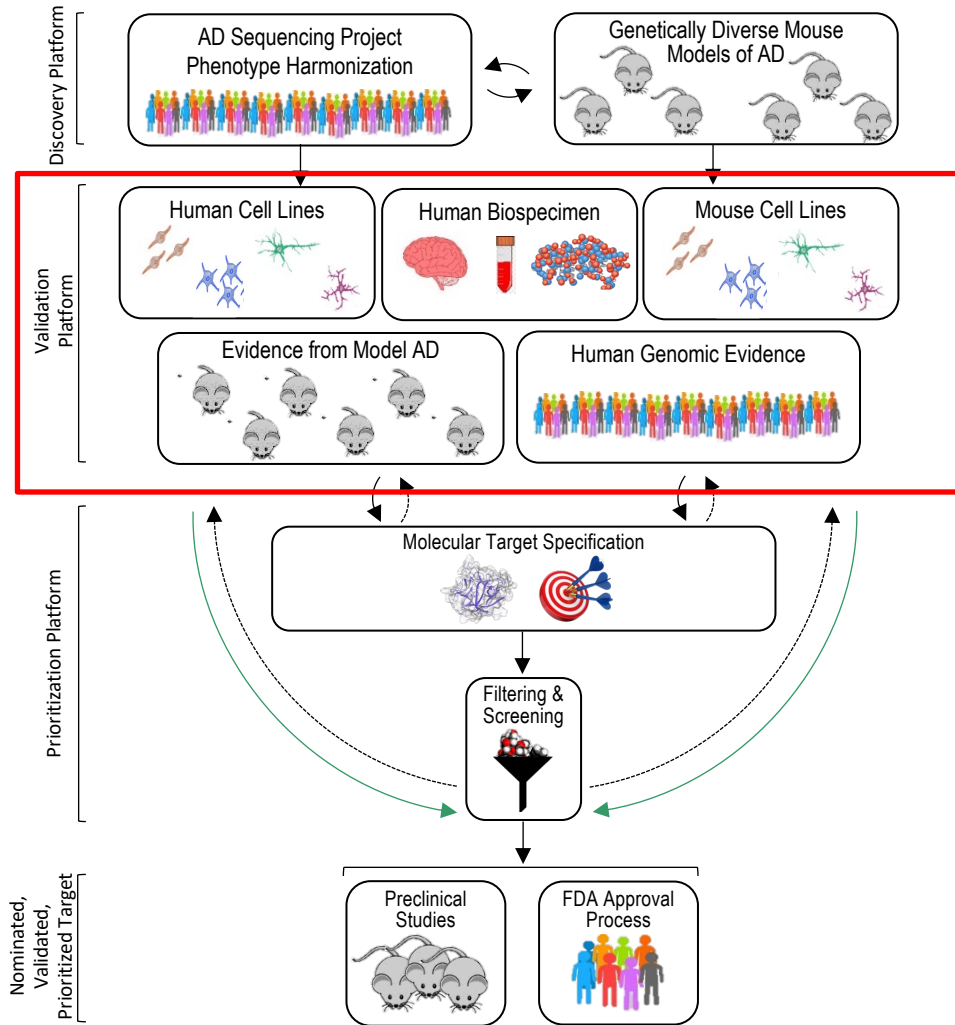 Discovery Platform
AD Sequencing Project
Phenotype Harmonization
Genetically Diverse Mouse
Models of AD
Validation
Platform
Human Cell Lines
Human Biospecimen
Mouse Cell Lines
Evidence from Model AD
Human Genomic Evidence
Prioritization Platform
Molecular Target Specification
Filtering &
Screening
Nominated,
Validated,
Prioritized Target
Preclinical
Studies
FDA Approval
Process